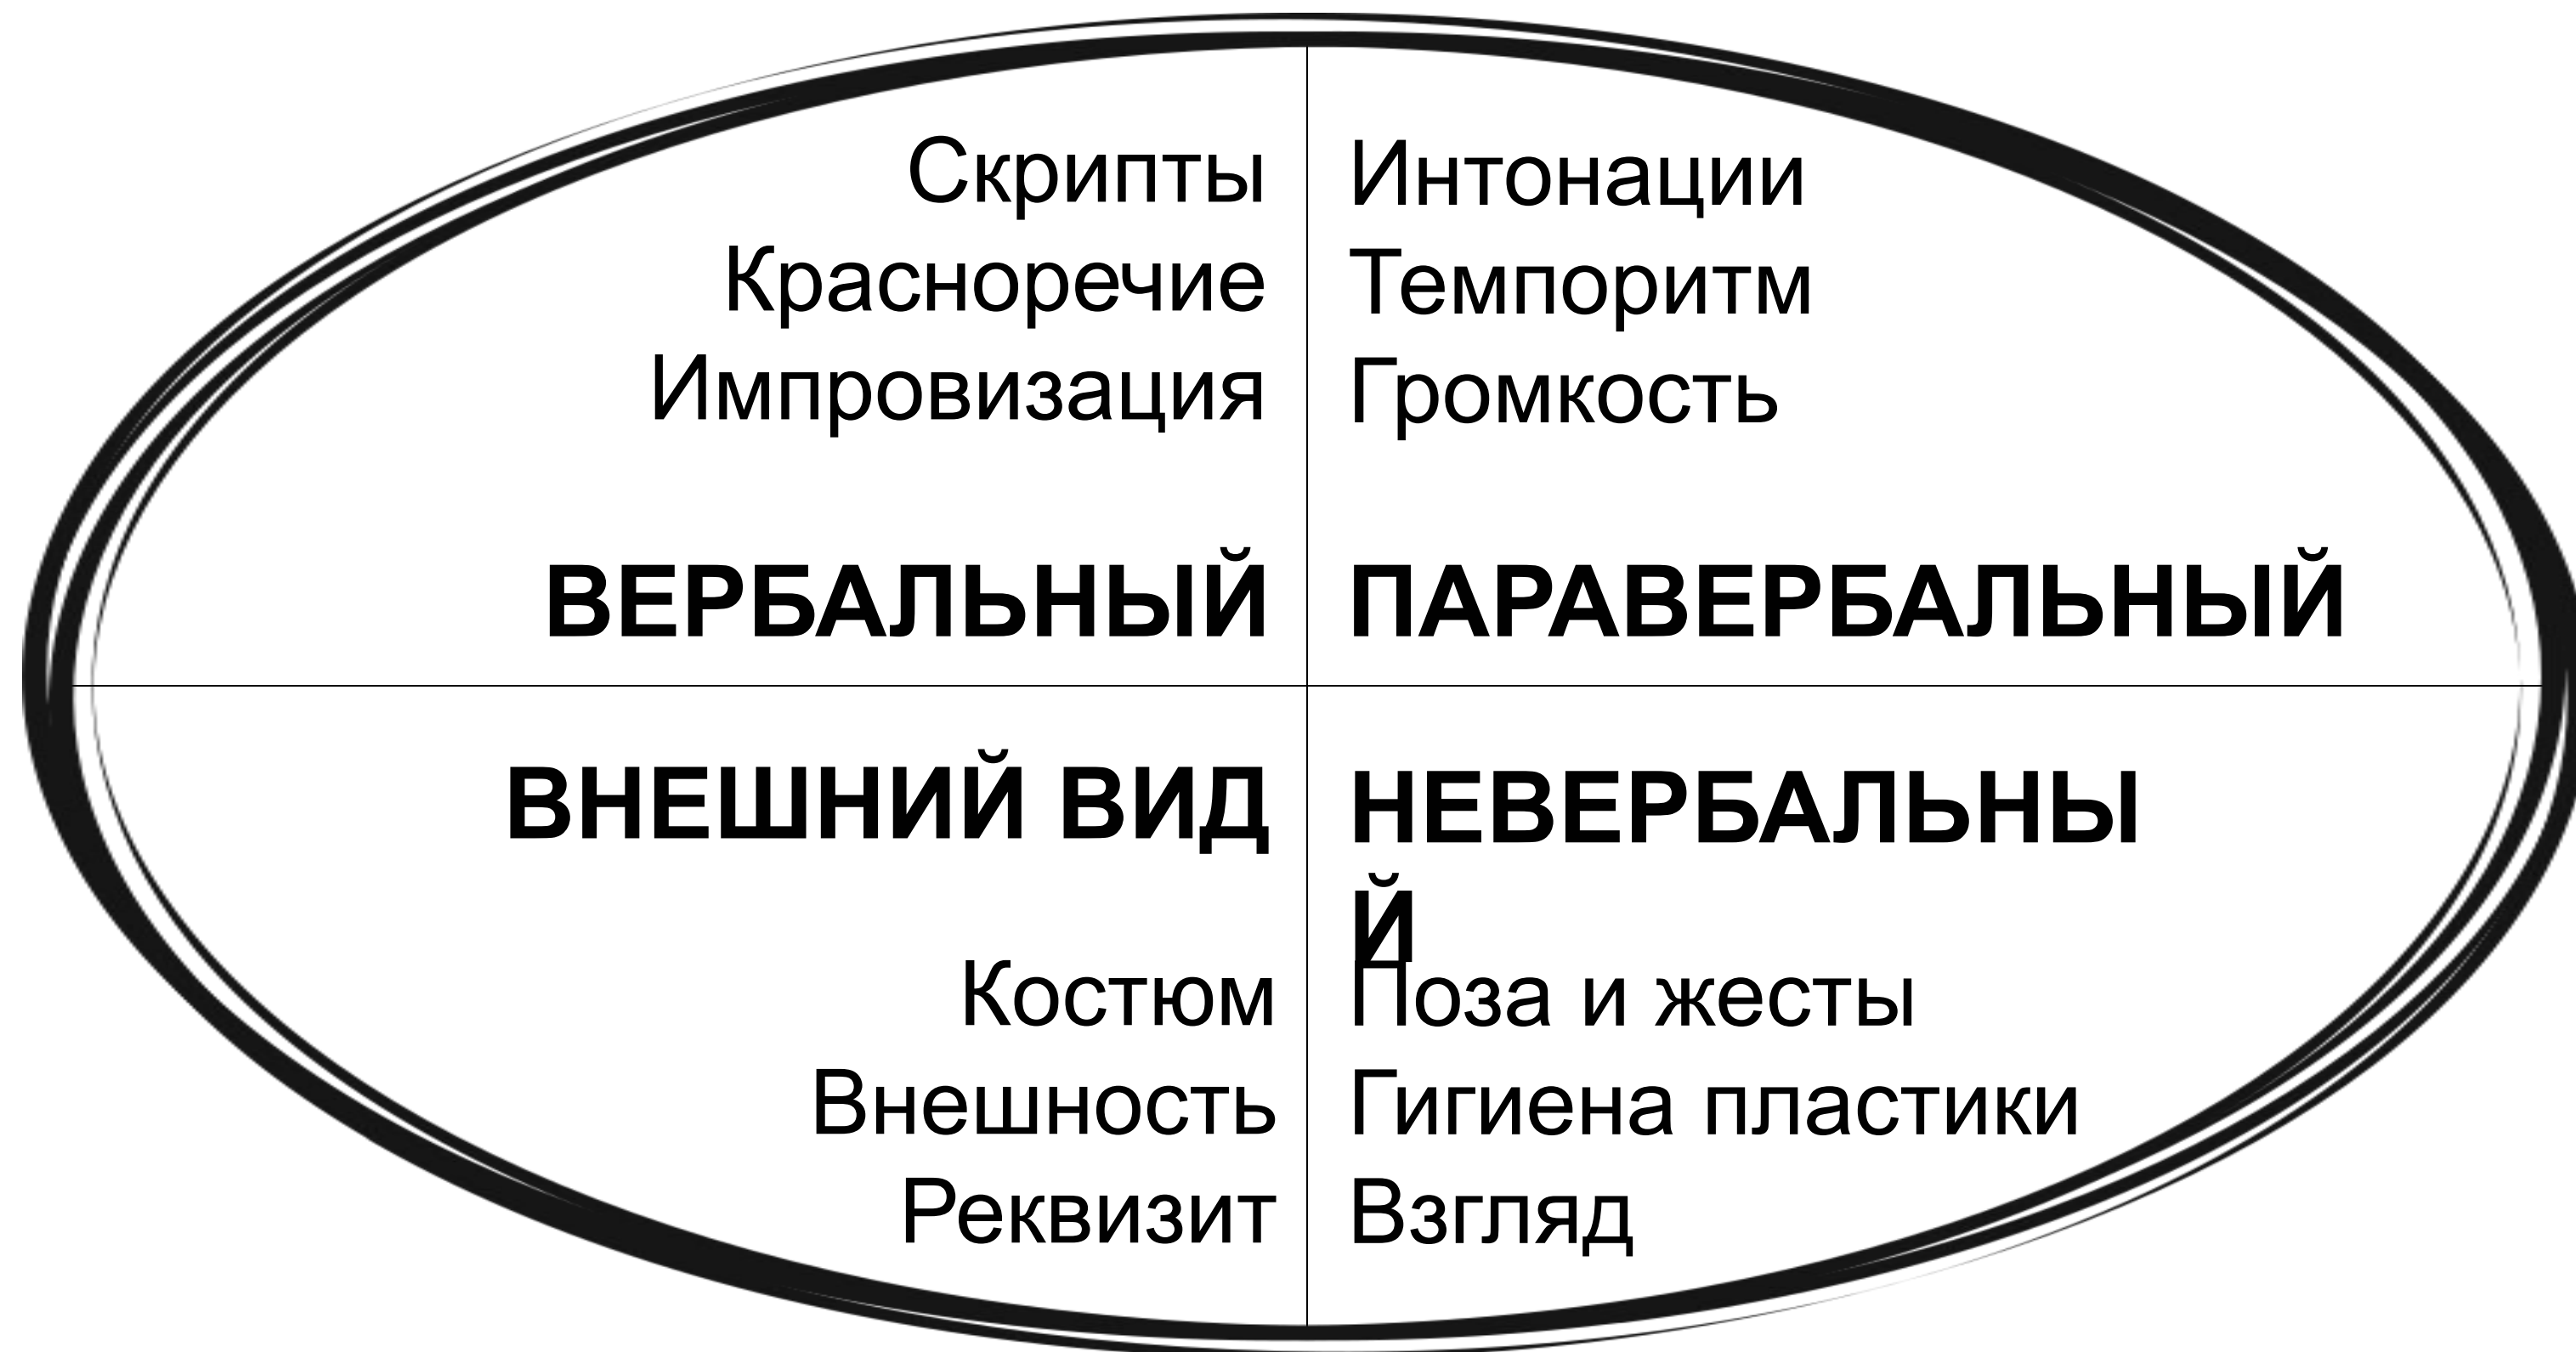 Скрипты
Красноречие
Импровизация
ВЕРБАЛЬНЫЙ
Интонации
Темпоритм
Громкость
ПАРАВЕРБАЛЬНЫЙ
ВНЕШНИЙ ВИД
Костюм
Внешность
Реквизит
НЕВЕРБАЛЬНЫ
Й
Поза и жесты
Гигиена пластики
Взгляд